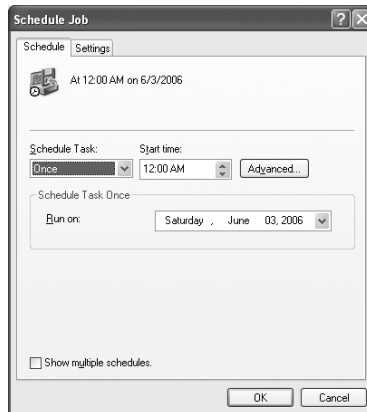 Schedule Job
Schedule Settings
At 12:00 AM on 6/3/2006
Schedule Task: Start time:
Once 12:00 AM Advanced...
Schedule Task Once
Run on: Saturday , June 03, 2006
Show multiple schedules.
OK Cancel